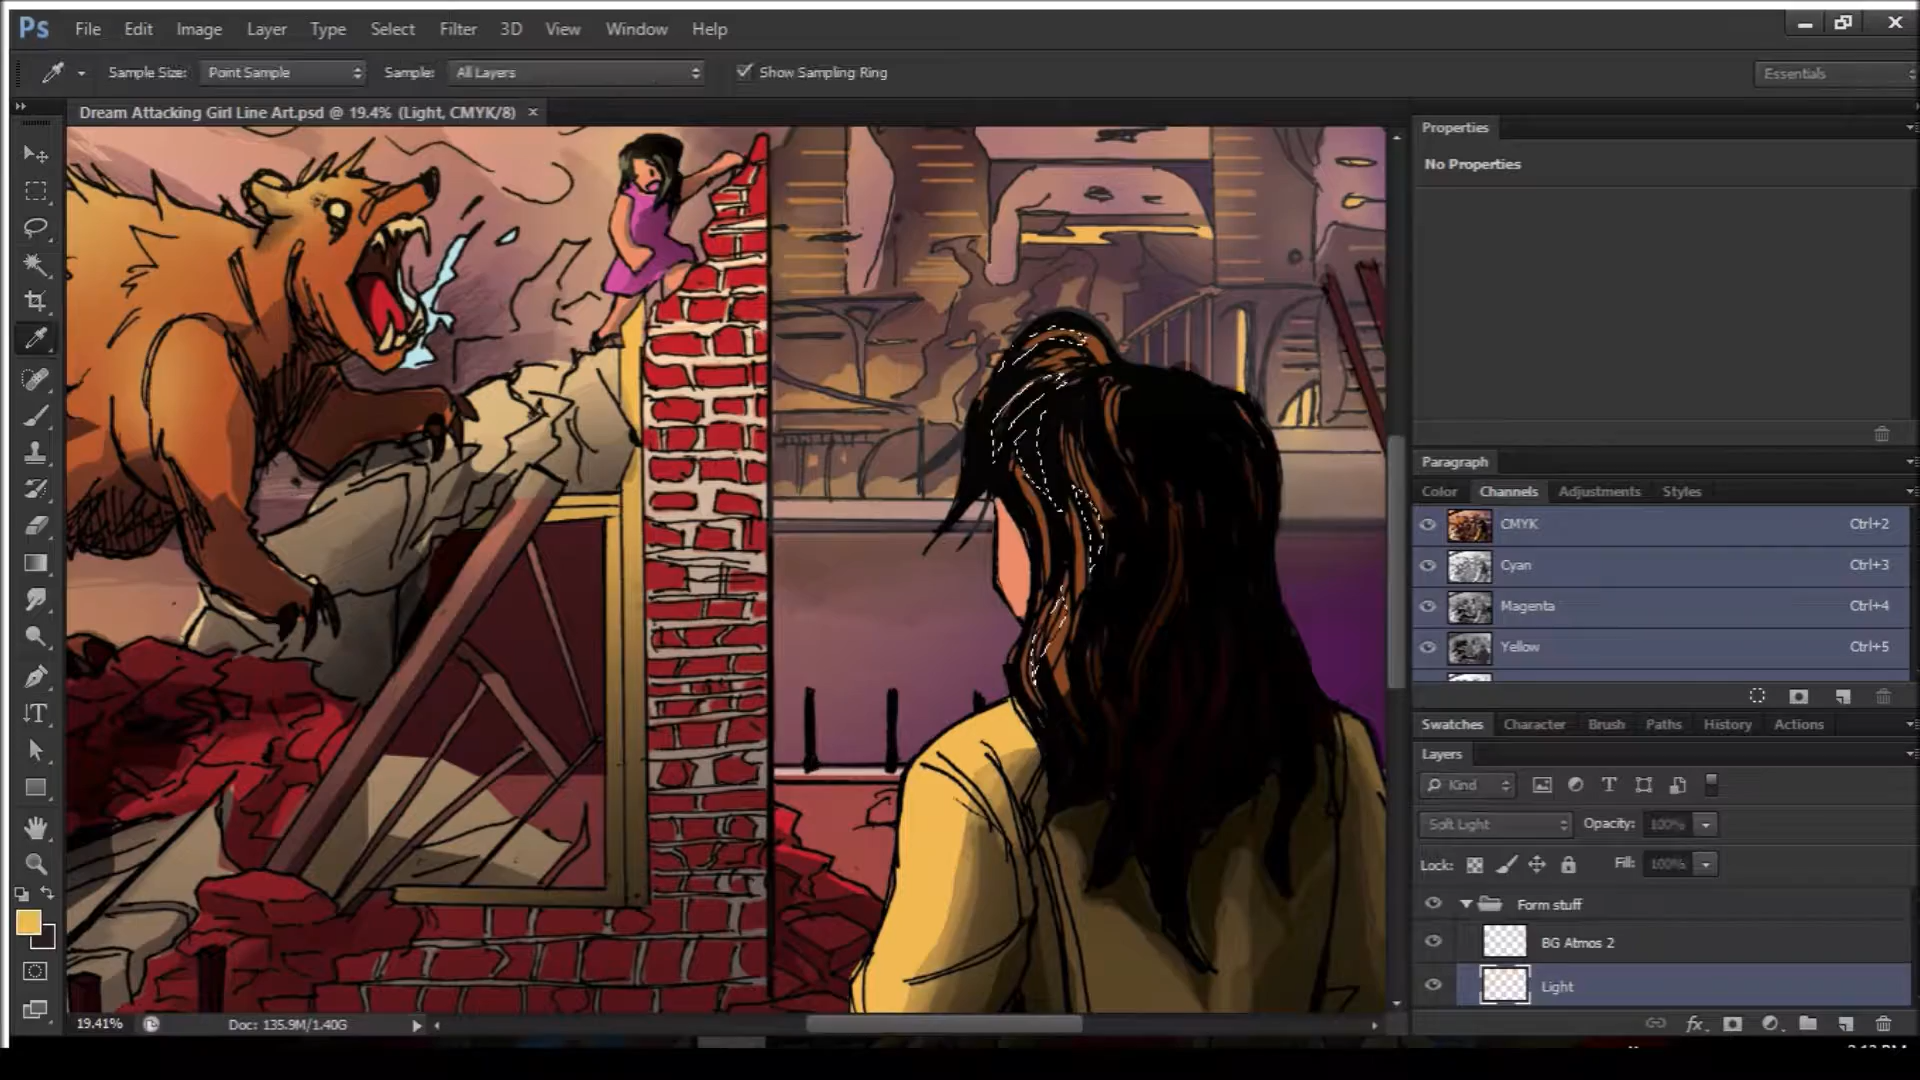 Ps File Edit Image Layer Type Select Filter 3D View Window Help
Sample Size: Point Sample Sample: All Layers Show Sampling Ring Essentials
Dream Attacking Girl Line Art.psd @ 19.4% (Light, CMYK/8) ×
Properties
No Properties
Paragraph
Color Channels Adjustments Styles
CMYK Ctrl+2
Cyan Ctrl+3
Magenta Ctrl+4
Yellow Ctrl+5
Swatches Character Brush Paths History Actions
Layers
Kind
Soft Light Opacity: 100%
Lock: Fill: 100%
Form stuff
BG Atmos 2
Light
19.41% Doc: 135.9M/1.40G